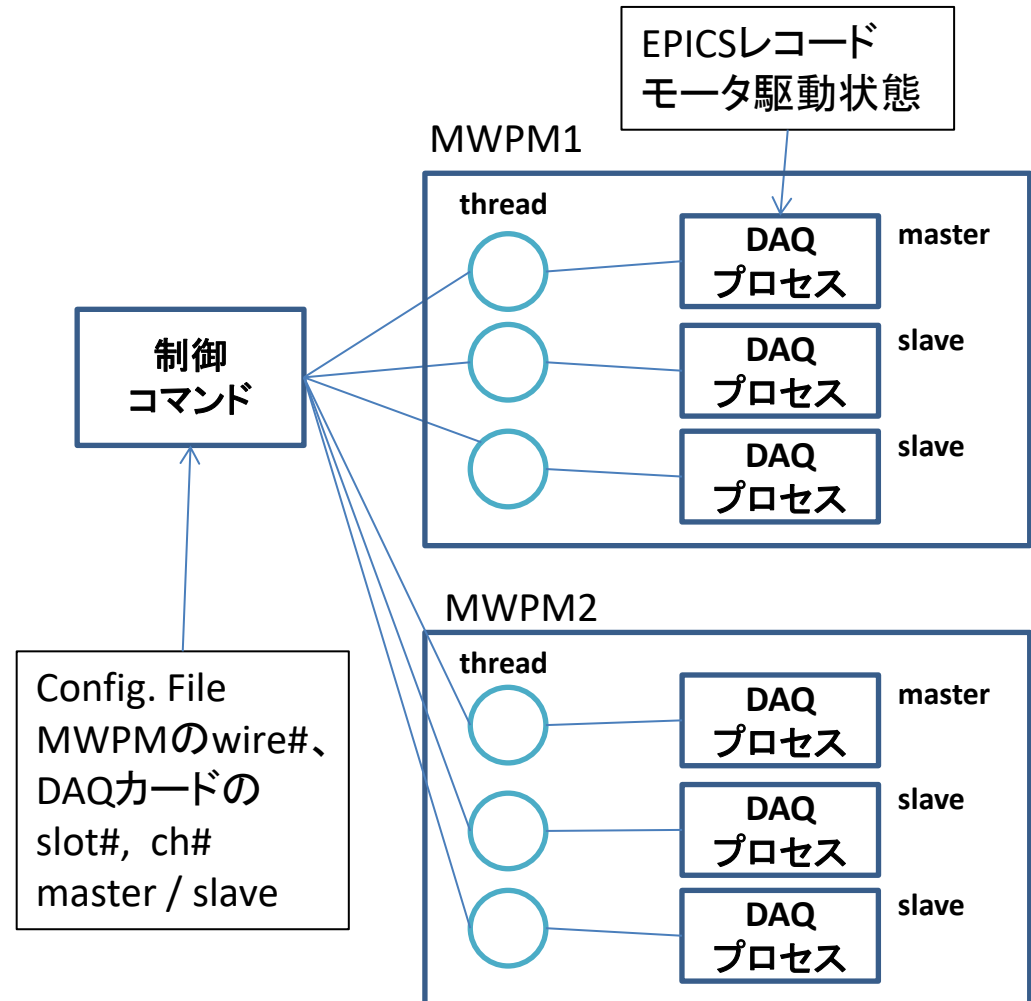 EPICSレコード
モータ駆動状態
MWPM1
thread
DAQ
プロセス
master
DAQ
プロセス
slave
DAQ
プロセス
slave
制御
コマンド
MWPM2
thread
DAQ
プロセス
master
DAQ
プロセス
slave
DAQ
プロセス
slave
Config. File
MWPMのwire#、
DAQカードの
slot#, ch#
master / slave